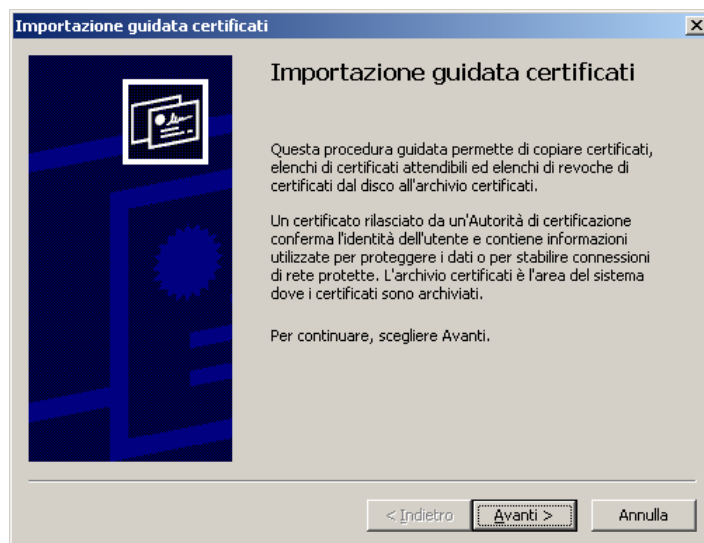 Importazione guidata certificati
Importazione guidata certificati
Questa procedura guidata permette di copiare certificati,
elenchi di certificati attendibili ed elenchi di revoche di
certificati dal disco all'archivio certificati.
Un certificato rilasciato da un'Autorità di certificazione
conferma l'identità dell'utente e contiene informazioni
utilizzate per proteggere i dati o per stabilire connessioni
di rete protette. L'archivio certificati è l'area del sistema
dove i certificati sono archiviati.
Per continuare, scegliere Avanti.
< Indietro Avanti > Annulla